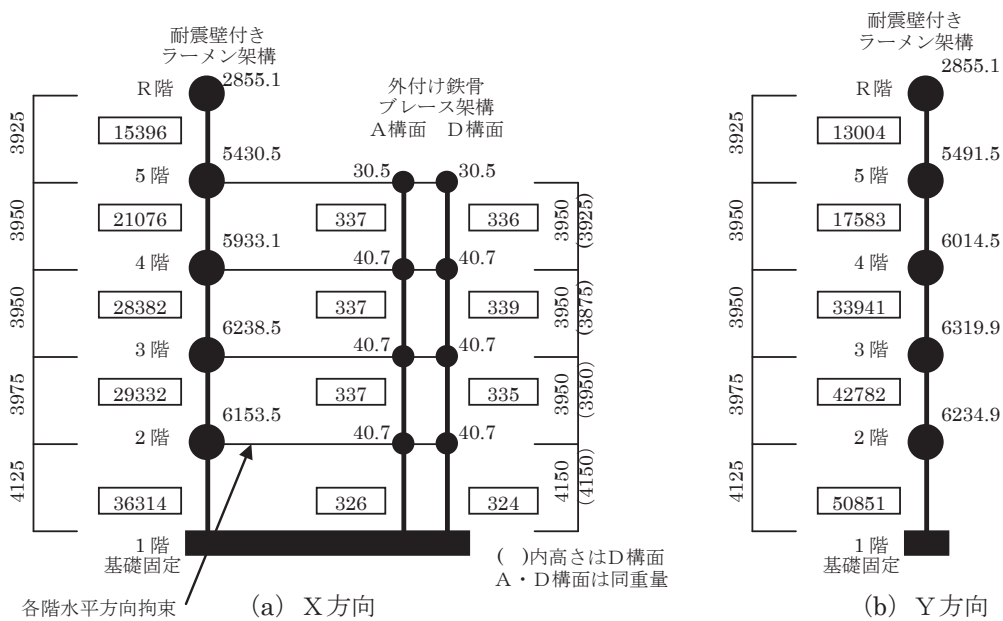 耐震壁付き
ラーメン架構
R階
2855.1
3925
15396
5430.5
5階
3950
21076
5933.1
4階
3950
28382
6238.5
3階
3975
29332
6153.5
2階
4125
36314
1階
基礎固定
外付け鉄骨
ブレース架構
A構面 D構面
30.5 30.5
337 336
3950
(3925)
40.7 40.7
337 339
3950
(3875)
40.7 40.7
337 335
3950
(3950)
40.7 40.7
326 324
4150
(4150)
( )内高さはD構面
A・D構面は同重量
各階水平方向拘束
(a) X方向
耐震壁付き
ラーメン架構
2855.1
R階
3925
13004
5491.5
5階
3950
17583
6014.5
4階
3950
33941
6319.9
3階
3975
42782
6234.9
2階
4125
50851
1階
基礎固定
(b) Y方向